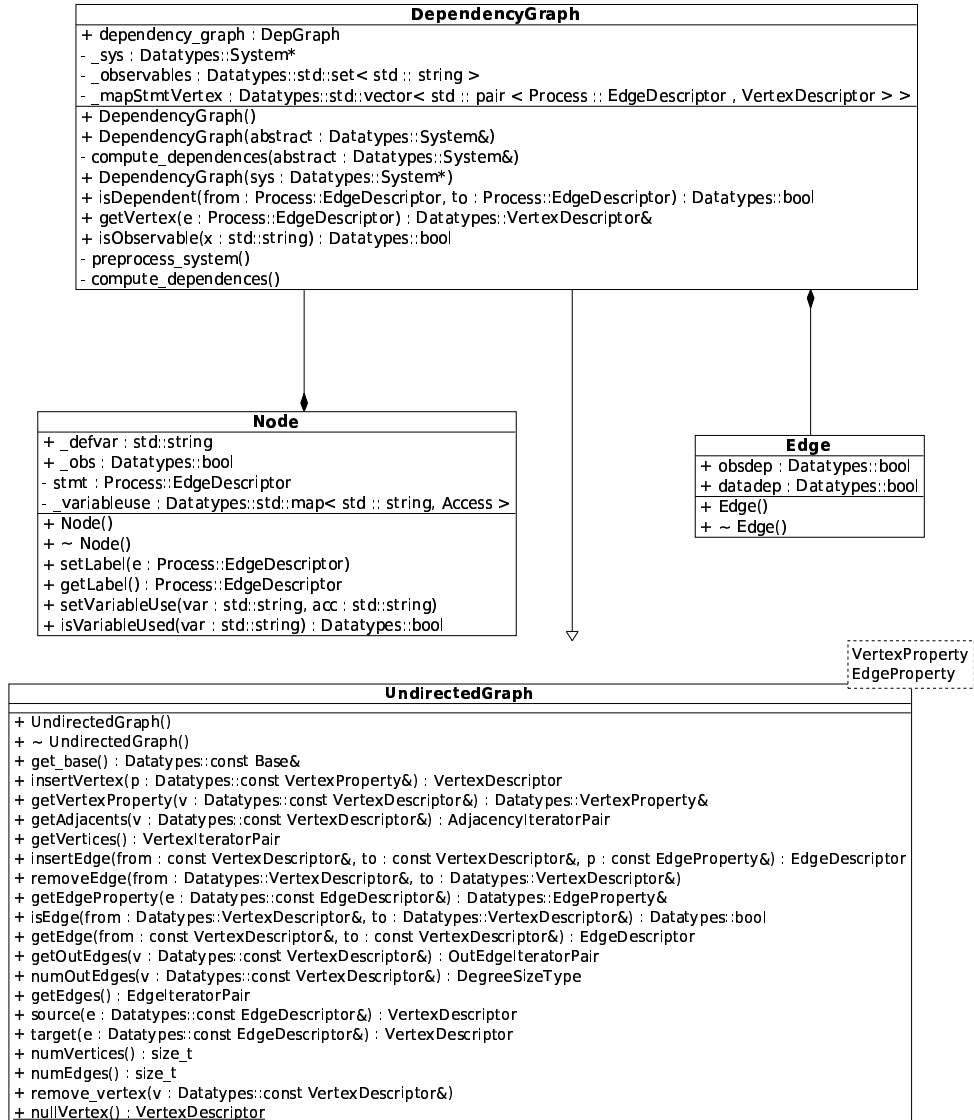 DependencyGraph
+ dependency_graph : DepGraph
- _sys : Datatypes::System*
- _observables : Datatypes::std::set< std :: string >
- _mapStmtVertex : Datatypes::std::vector< std :: pair < Process :: EdgeDescriptor , VertexDescriptor > >
+ DependencyGraph()
+ DependencyGraph(abstract : Datatypes::System&)
- compute_dependences(abstract : Datatypes::System&)
+ DependencyGraph(sys : Datatypes::System*)
+ isDependent(from : Process::EdgeDescriptor, to : Process::EdgeDescriptor) : Datatypes::bool
+ getVertex(e : Process::EdgeDescriptor) : Datatypes::VertexDescriptor&
+ isObservable(x : std::string) : Datatypes::bool
- preprocess_system()
- compute_dependences()
Node
+ _defvar : std::string
+ _obs : Datatypes::bool
- stmt : Process::EdgeDescriptor
- _variableuse : Datatypes::std::map< std :: string, Access >
+ Node()
+ ~ Node()
+ setLabel(e : Process::EdgeDescriptor)
+ getLabel() : Process::EdgeDescriptor
+ setVariableUse(var : std::string, acc : std::string)
+ isVariableUsed(var : std::string) : Datatypes::bool
Edge
+ obsdep : Datatypes::bool
+ datadep : Datatypes::bool
+ Edge()
+ ~ Edge()
VertexProperty
EdgeProperty
UndirectedGraph
+ UndirectedGraph()
+ ~ UndirectedGraph()
+ get_base() : Datatypes::const Base&
+ insertVertex(p : Datatypes::const VertexProperty&) : VertexDescriptor
+ getVertexProperty(v : Datatypes::const VertexDescriptor&) : Datatypes::VertexProperty&
+ getAdjacents(v : Datatypes::const VertexDescriptor&) : AdjacencyIteratorPair
+ getVertices() : VertexIteratorPair
+ insertEdge(from : const VertexDescriptor&, to : const VertexDescriptor&, p : const EdgeProperty&) : EdgeDescriptor
+ removeEdge(from : Datatypes::VertexDescriptor&, to : Datatypes::VertexDescriptor&)
+ getEdgeProperty(e : Datatypes::const EdgeDescriptor&) : Datatypes::EdgeProperty&
+ isEdge(from : Datatypes::VertexDescriptor&, to : Datatypes::VertexDescriptor&) : Datatypes::bool
+ getEdge(from : const VertexDescriptor&, to : const VertexDescriptor&) : EdgeDescriptor
+ getOutEdges(v : Datatypes::const VertexDescriptor&) : OutEdgeIteratorPair
+ numOutEdges(v : Datatypes::const VertexDescriptor&) : DegreeSizeType
+ getEdges() : EdgeIteratorPair
+ source(e : Datatypes::const EdgeDescriptor&) : VertexDescriptor
+ target(e : Datatypes::const EdgeDescriptor&) : VertexDescriptor
+ numVertices() : size_t
+ numEdges() : size_t
+ remove_vertex(v : Datatypes::const VertexDescriptor&)
+ nullVertex() : VertexDescriptor